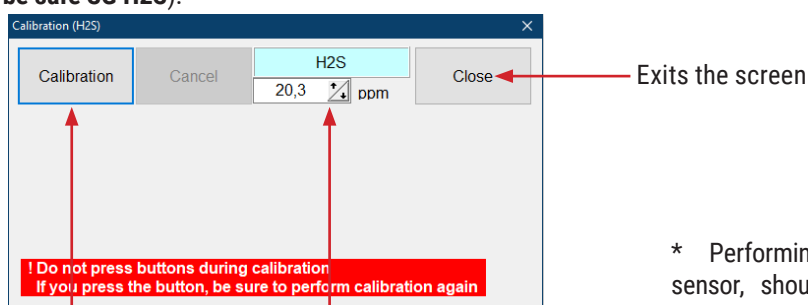 be sure SG H2S):
Calibration (H2S)
Calibration
Cancel
H2S
20,3
ppm
Close
Exits the screen
! Do not press buttons during calibration
If you press the button, be sure to perform calibration again
* Performin
sensor, shou